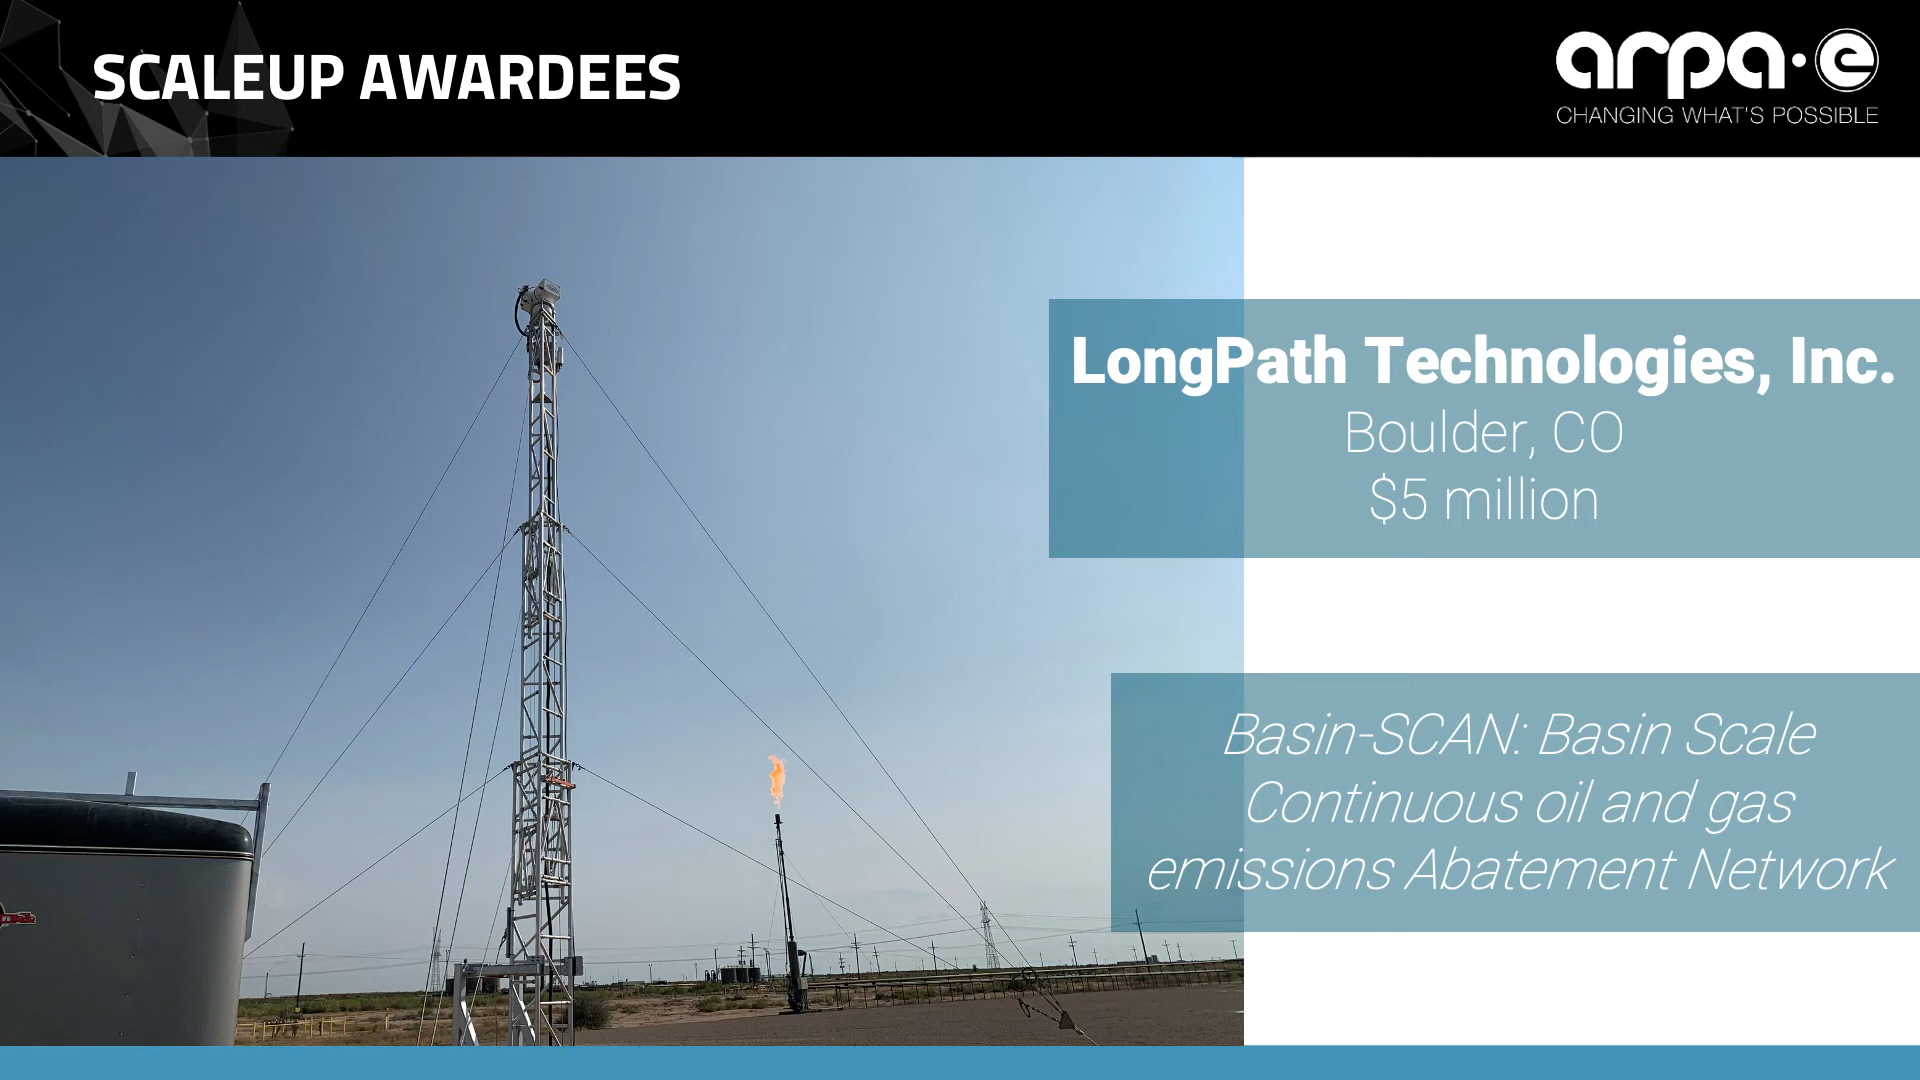 SCALEUP AWARDEES
arpa·e
CHANGING WHAT'S POSSIBLE
LongPath Technologies, Inc.
Boulder, CO
$5 million
Basin-SCAN: Basin Scale
Continuous oil and gas
emissions Abatement Network